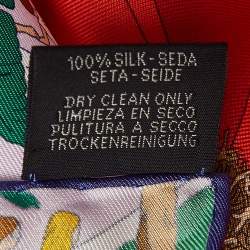 100% SILK-SEDA
SETA-SEIDE
DRY CLEAN ONLY
LIMPIEZA EN SECO
PULITURA A SECCO
TROCKENREINIGUNG